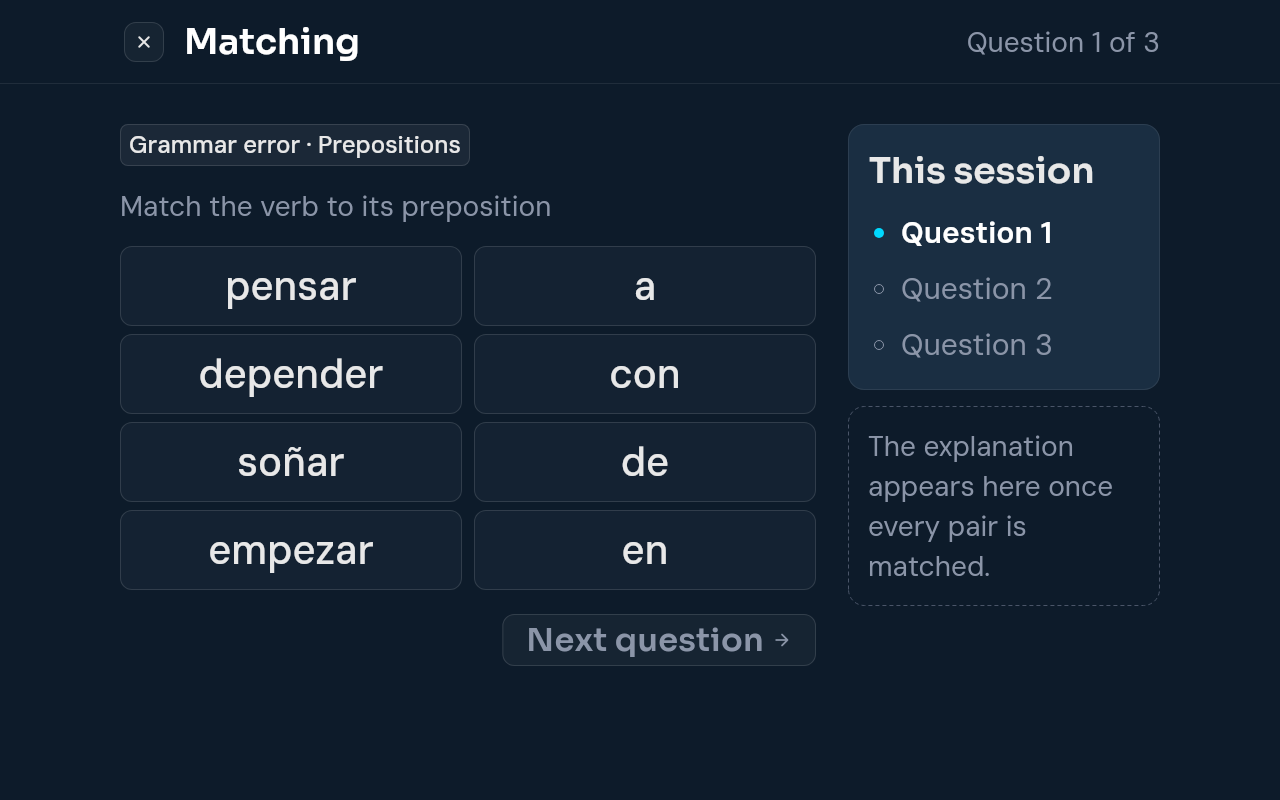 Matching
Question 1 of 3
Grammar error · Prepositions
Match the verb to its preposition
pensar
a
depender
con
soñar
de
empezar
en
Next question →
This session
Question 1
Question 2
Question 3
The explanation
appears here once
every pair is
matched.